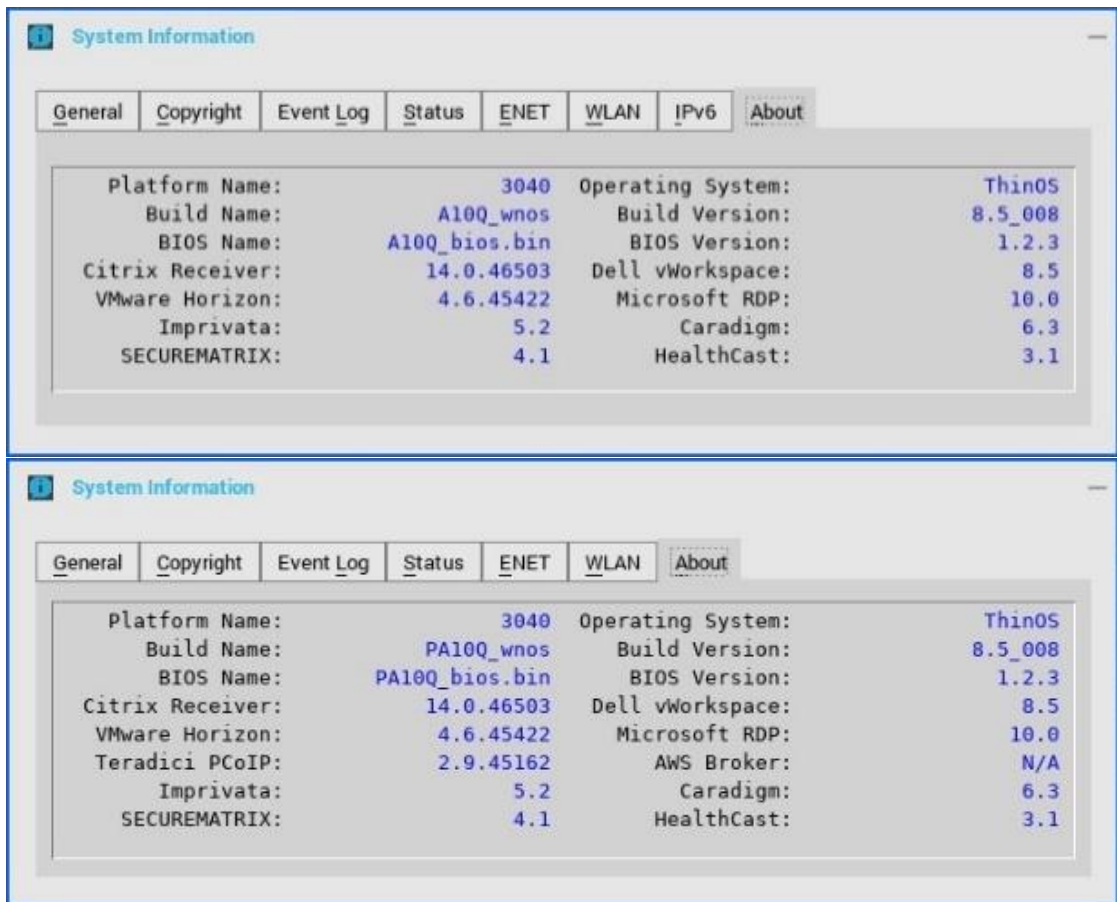 System Information
General Copyright Event Log Status ENET WLAN IPv6 About
Platform Name: 3040 Operating System: ThinOS
Build Name: A10Q_wnos Build Version: 8.5_008
BIOS Name: A10Q_bios.bin BIOS Version: 1.2.3
Citrix Receiver: 14.0.46503 Dell vWorkspace: 8.5
VMware Horizon: 4.6.45422 Microsoft RDP: 10.0
Imprivata: 5.2 Caradigm: 6.3
SECUREMATRIX: 4.1 HealthCast: 3.1
System Information
General Copyright Event Log Status ENET WLAN About
Platform Name: 3040 Operating System: ThinOS
Build Name: PA10Q_wnos Build Version: 8.5_008
BIOS Name: PA10Q_bios.bin BIOS Version: 1.2.3
Citrix Receiver: 14.0.46503 Dell vWorkspace: 8.5
VMware Horizon: 4.6.45422 Microsoft RDP: 10.0
Teradici PCoIP: 2.9.45162 AWS Broker: N/A
Imprivata: 5.2 Caradigm: 6.3
SECUREMATRIX: 4.1 HealthCast: 3.1